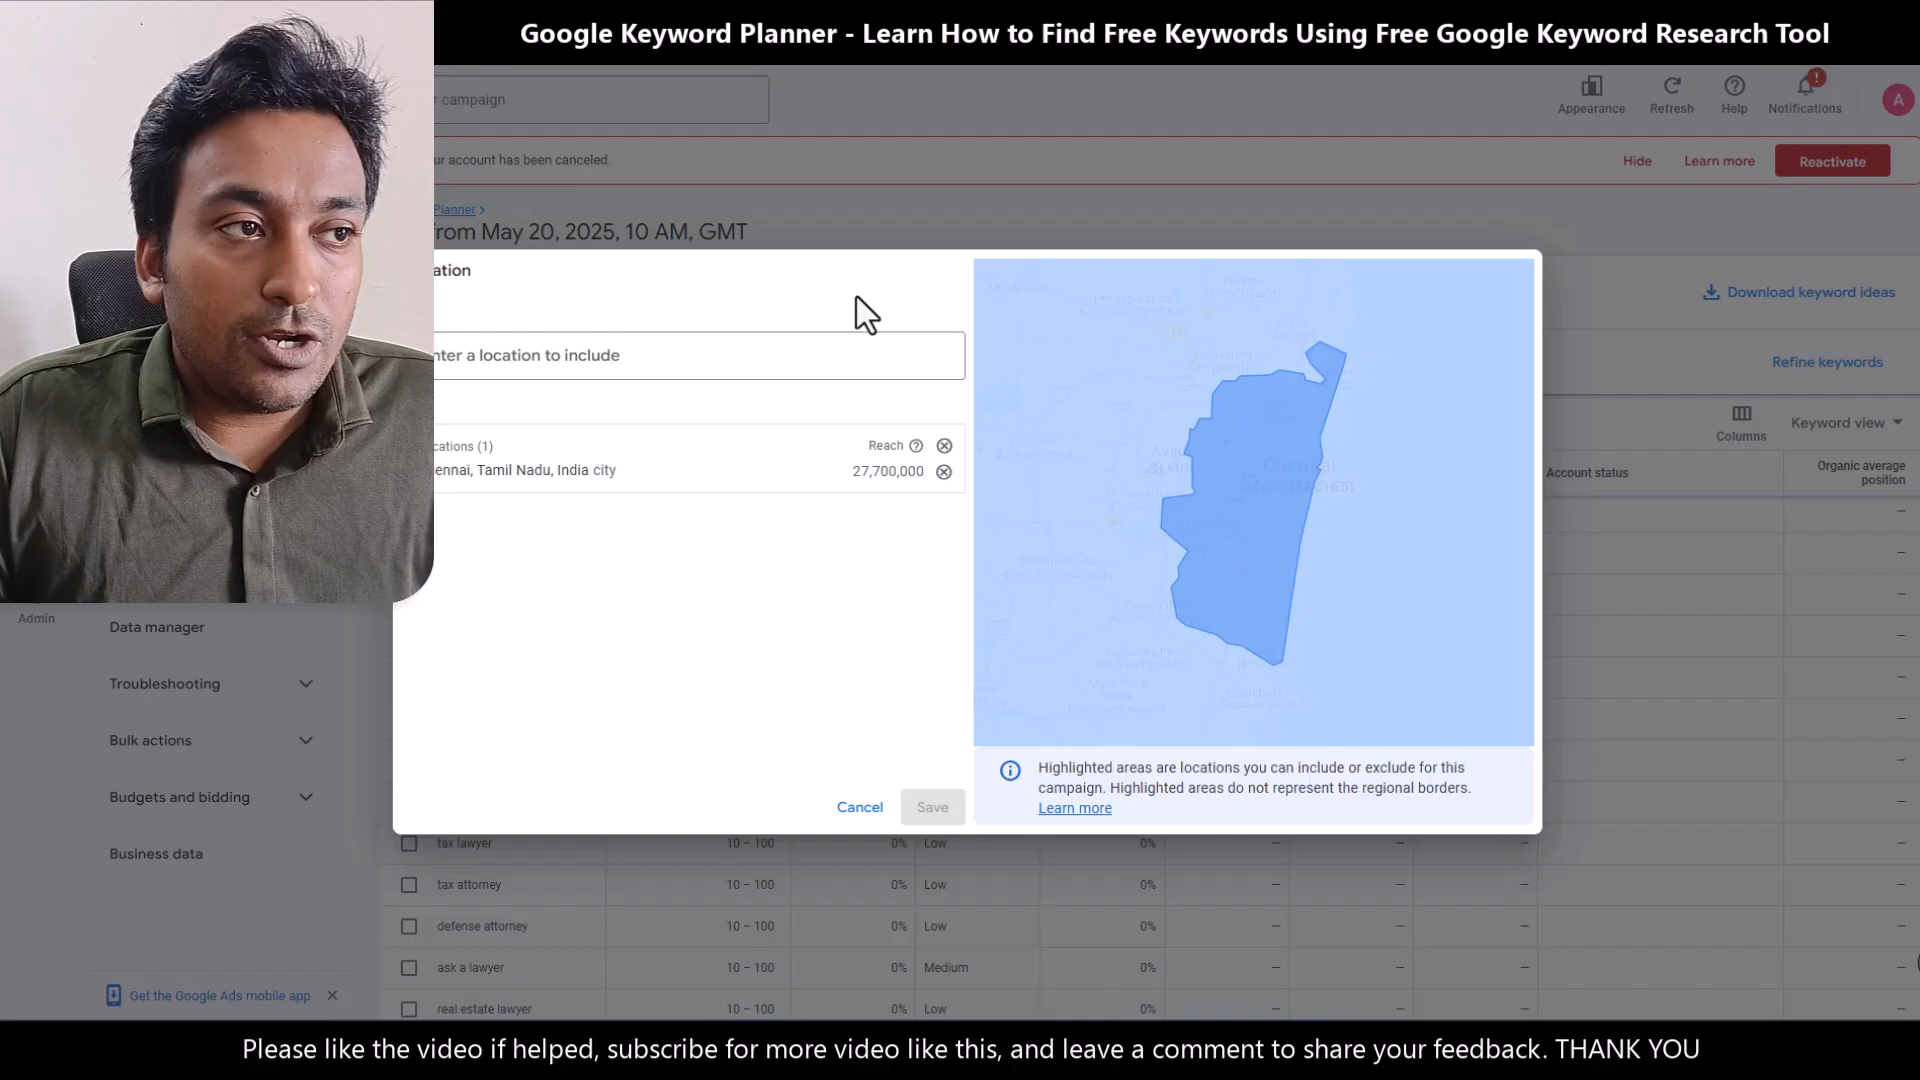 Google Keyword Planner - Learn How to Find Free Keywords Using Free Google Keyword Research Tool
r campaign
Appearance
Refresh
Help
Notifications
A
ur account has been canceled.
Hide
Learn more
Reactivate
Planner
from May 20, 2025, 10 AM, GMT
Download keyword ideas
Refine keywords
Columns
Keyword view
Account status
Organic average position
ation
nter a location to include
cations (1)
Reach
ennai, Tamil Nadu, India city
27,700,000
Chennai
Highlighted areas are locations you can include or exclude for this
campaign. Highlighted areas do not represent the regional borders.
Learn more
Cancel
Save
Admin
Data manager
Troubleshooting
Bulk actions
Budgets and bidding
Business data
Get the Google Ads mobile app
tax lawyer 10 – 100 0% Low 0% – – – –
tax attorney 10 – 100 0% Low 0% – – – –
defense attorney 10 – 100 0% Low 0% – – – –
ask a lawyer 10 – 100 0% Medium 0% – – – –
real estate lawyer 10 – 100 0% Low 0% – – – –
Please like the video if helped, subscribe for more video like this, and leave a comment to share your feedback. THANK YOU